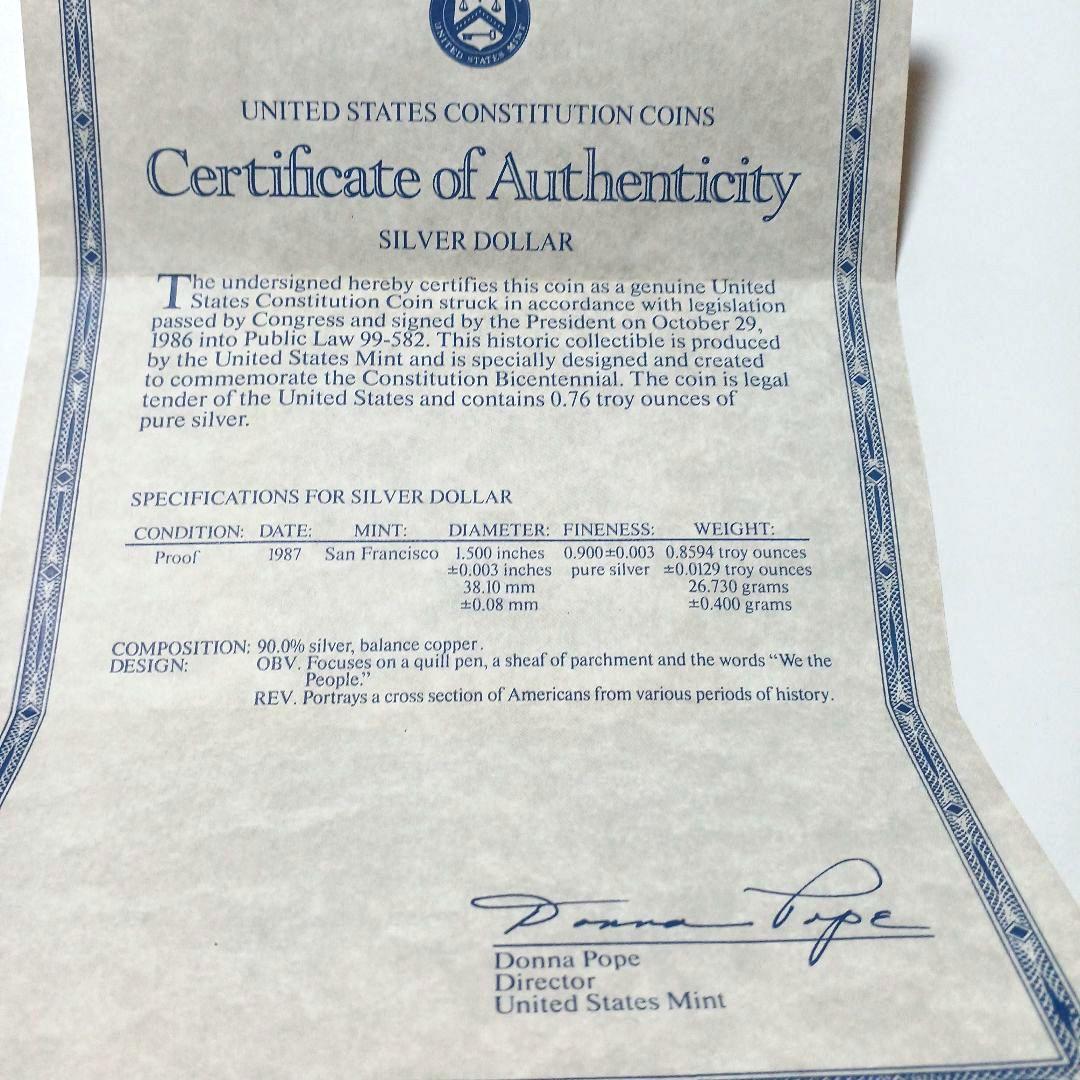 UNITED STATES MINT
UNITED STATES CONSTITUTION COINS
Certificate of Authenticity
SILVER DOLLAR
The undersigned hereby certifies this coin as a genuine United
States Constitution Coin struck in accordance with legislation
passed by Congress and signed by the President on October 29,
1986 into Public Law 99-582. This historic collectible is produced
by the United States Mint and is specially designed and created
to commemorate the Constitution Bicentennial. The coin is legal
tender of the United States and contains 0.76 troy ounces of
pure silver.
SPECIFICATIONS FOR SILVER DOLLAR
CONDITION: DATE: MINT: DIAMETER: FINENESS: WEIGHT:
Proof 1987 San Francisco 1.500 inches 0.900±0.003 0.8594 troy ounces
±0.003 inches pure silver ±0.0129 troy ounces
38.10 mm 26.730 grams
±0.08 mm ±0.400 grams
COMPOSITION: 90.0% silver, balance copper.
DESIGN: OBV. Focuses on a quill pen, a sheaf of parchment and the words “We the
People.”
REV. Portrays a cross section of Americans from various periods of history.
Donna Pope
Donna Pope
Director
United States Mint